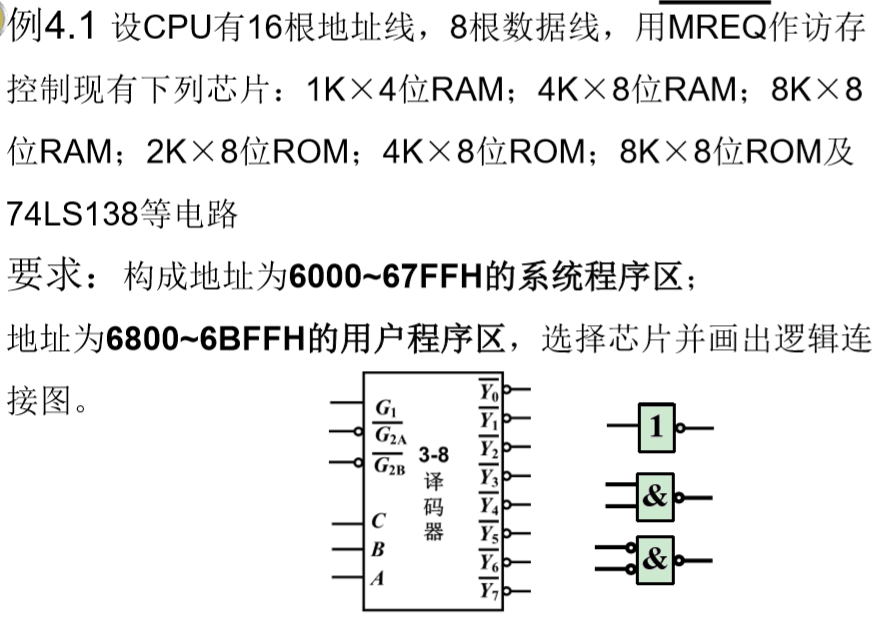 例4.1 设CPU有16根地址线，8根数据线，用MREQ作访存
控制现有下列芯片：1K×4位RAM；4K×8位RAM；8K×8
位RAM；2K×8位ROM；4K×8位ROM；8K×8位ROM及
74LS138等电路
要求：构成地址为6000~67FFH的系统程序区；
地址为6800~6BFFH的用户程序区，选择芯片并画出逻辑连
接图。
G1
G2A
G2B
C
B
A
3-8
译
码
器
Y0
Y1
Y2
Y3
Y4
Y5
Y6
Y7
1
&
&